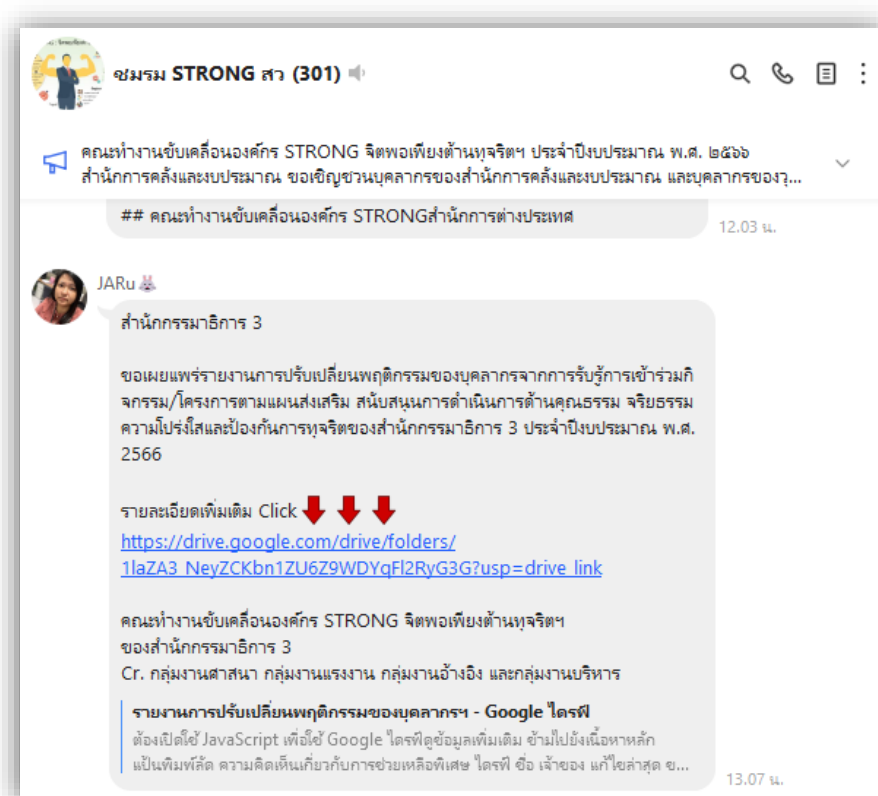 ชมรม STRONG สว (301)
คณะทำงานขับเคลื่อนองค์กร STRONG จิตพอเพียงต้านทุจริตฯ ประจำปีงบประมาณ พ.ศ. ๒๕๖๖
สำนักการคลังและงบประมาณ ขอเชิญชวนบุคลากรของสำนักการคลังและงบประมาณ และบุคลากรของวุ...
## คณะทำงานขับเคลื่อนองค์กร STRONGสำนักการต่างประเทศ
12.03 น.
JARu🐰
สำนักกรรมาธิการ 3
ขอเผยแพร่รายงานการปรับเปลี่ยนพฤติกรรมของบุคลากรจากการรับรู้การเข้าร่วมกิ
จกรรม/โครงการตามแผนส่งเสริม สนับสนุนการดำเนินการด้านคุณธรรม จริยธรรม
ความโปร่งใสและป้องกันการทุจริตของสำนักกรรมาธิการ 3 ประจำปีงบประมาณ พ.ศ.
2566
รายละเอียดเพิ่มเติม Click
https://drive.google.com/drive/folders/
1laZA3_NeyZCKbn1ZU6Z9WDYqFl2RyG3G?usp=drive_link
คณะทำงานขับเคลื่อนองค์กร STRONG จิตพอเพียงต้านทุจริตฯ
ของสำนักกรรมาธิการ 3
Cr. กลุ่มงานศาสนา กลุ่มงานแรงงาน กลุ่มงานอ้างอิง และกลุ่มงานบริหาร
รายงานการปรับเปลี่ยนพฤติกรรมของบุคลากรฯ - Google ไดรฟ์
ต้องเปิดใช้ JavaScript เพื่อใช้ Google ไดรฟ์ดูข้อมูลเพิ่มเติม ข้ามไปยังเนื้อหาหลัก
แป้นพิมพ์ลัด ความคิดเห็นเกี่ยวกับการช่วยเหลือพิเศษ ไดรฟ์ ชื่อ เจ้าของ แก้ไขล่าสุด ข...
13.07 น.